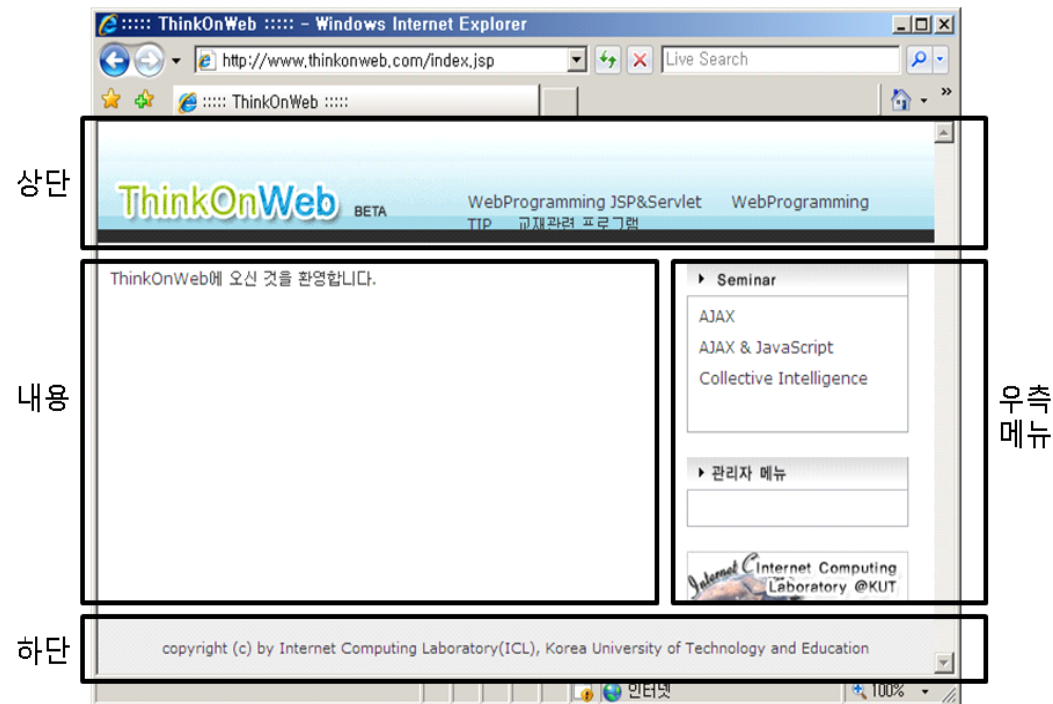 ::::: ThinkOnWeb ::::: - Windows Internet Explorer
http://www.thinkonweb.com/index.jsp
Live Search
::::: ThinkOnWeb :::::
상단
ThinkOnWeb BETA
WebProgramming JSP&Servlet WebProgramming
TIP 교재관련 프로그램
내용
ThinkOnWeb에 오신 것을 환영합니다.
Seminar
AJAX
AJAX & JavaScript
Collective Intelligence
우측
메뉴
관리자 메뉴
Internet Computing
Laboratory @KUT
하단
copyright (c) by Internet Computing Laboratory(ICL), Korea University of Technology and Education
인터넷
100%